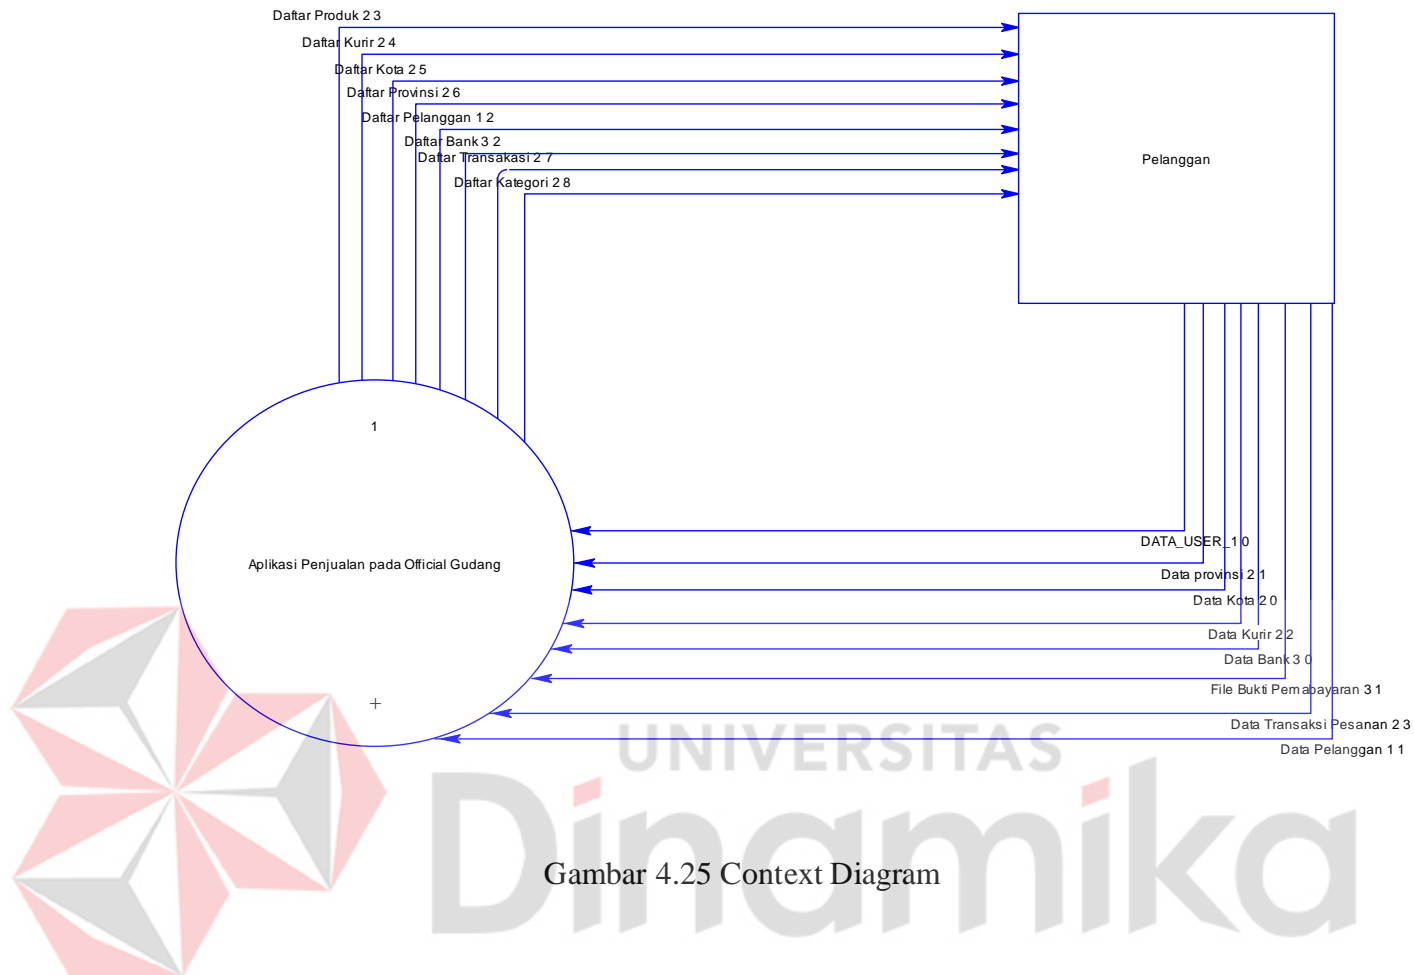 Daftar Produk 2 3
Daftar Kurir 2 4
Daftar Kota 2 5
Daftar Provinsi 2 6
Daftar Pelanggan 1 2
Daftar Bank 3 2
Daftar Transakasi 2 7
Daftar Kategori 2 8
Pelanggan
1
Aplikasi Penjualan pada Official Gudang
+
DATA_USER_1 0
Data provinsi 2 1
Data Kota 2 0
Data Kurir 2 2
Data Bank 3 0
File Bukti Pemabayaran 3 1
Data Transaksi Pesanan 2 3
Data Pelanggan 1 1
UNIVERSITAS
Dinamika
Gambar 4.25 Context Diagram